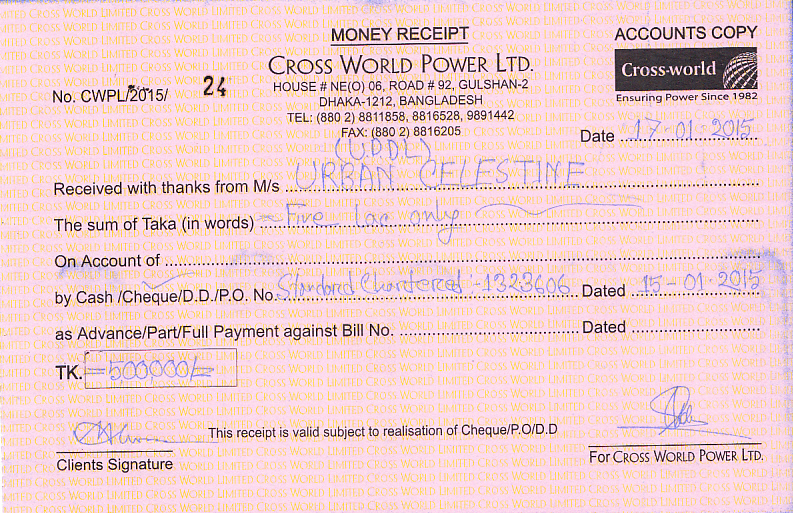 MONEY RECEIPT
ACCOUNTS COPY
CROSS WORLD POWER LTD.
Cross-world
Ensuring Power Since 1982
HOUSE # NE(O) 06, ROAD # 92, GULSHAN-2
DHAKA-1212, BANGLADESH
TEL: (880 2) 8811858, 8816528, 9891442
FAX: (880 2) 8816205
No. CWPL/2015/ 24
Date 17-01-2015
(UDDL)
Received with thanks from M/s URBAN CELESTINE
The sum of Taka (in words) Five lac only
On Account of
by Cash /Cheque/D.D./P.O. No. Standard Chartered -1323606 Dated 15-01-2015
as Advance/Part/Full Payment against Bill No. Dated
TK. =5,00,000/=
This receipt is valid subject to realisation of Cheque/P.O/D.D
Clients Signature
For CROSS WORLD POWER LTD.